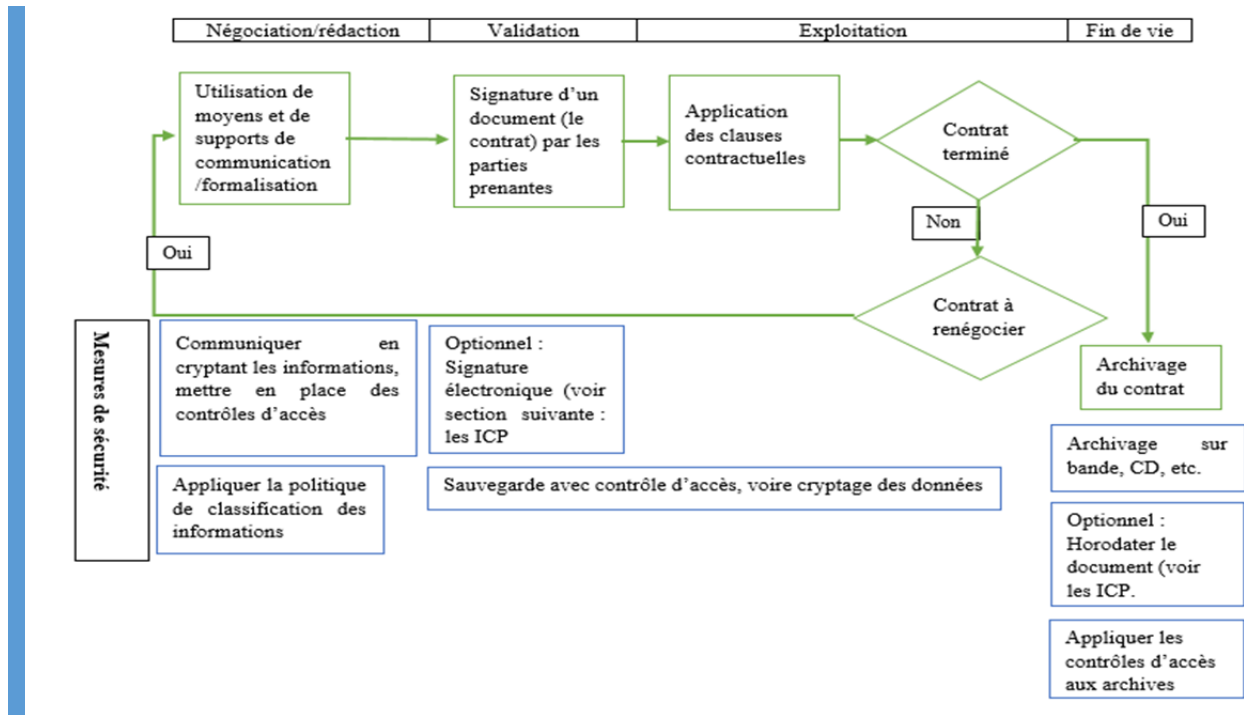 Négociation/rédaction
Validation
Exploitation
Fin de vie
Utilisation de
moyens et de
supports de
communication
/formalisation
Signature d'un
document (le
contrat) par les
parties
prenantes
Application
des clauses
contractuelles
Contrat
terminé
Non
Oui
Oui
Contrat à
renégocier
Archivage
du contrat
Mesures de sécurité
Communiquer en
cryptant les informations,
mettre en place des
contrôles d'accès
Appliquer la politique
de classification des
informations
Optionnel :
Signature
électronique (voir
section suivante :
les ICP
Sauvegarde avec contrôle d'accès, voire cryptage des données
Archivage sur
bande, CD, etc.
Optionnel :
Horodater le
document (voir
les ICP.
Appliquer les
contrôles d'accès
aux archives